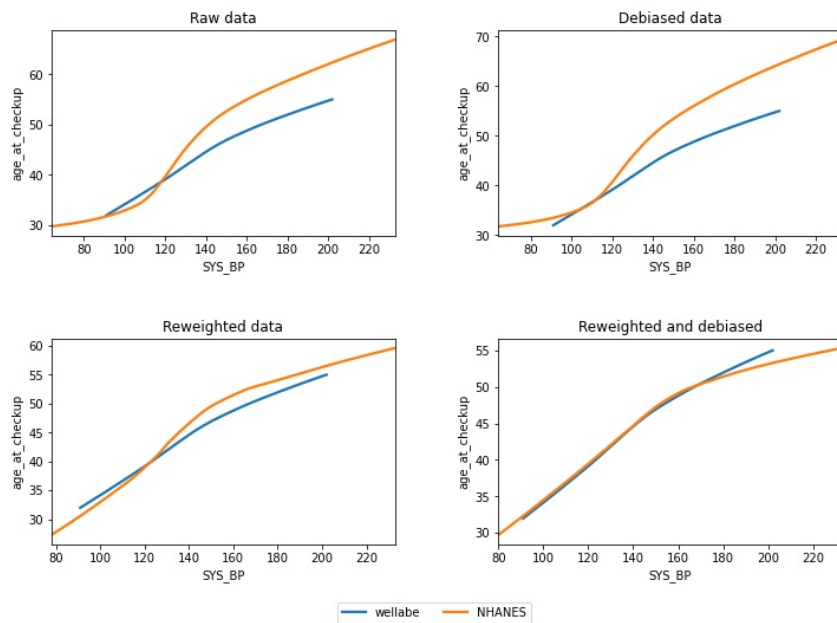 Raw data
Debiased data
age_at_checkup
60
50
40
30
80 100 120 140 160 180 200 220
SYS_BP
age_at_checkup
70
60
50
40
30
80 100 120 140 160 180 200 220
SYS_BP
Reweighted data
Reweighted and debiased
age_at_checkup
60
55
50
45
40
35
30
80 100 120 140 160 180 200 220
SYS_BP
age_at_checkup
55
50
45
40
35
30
80 100 120 140 160 180 200 220
SYS_BP
wellabe NHANES